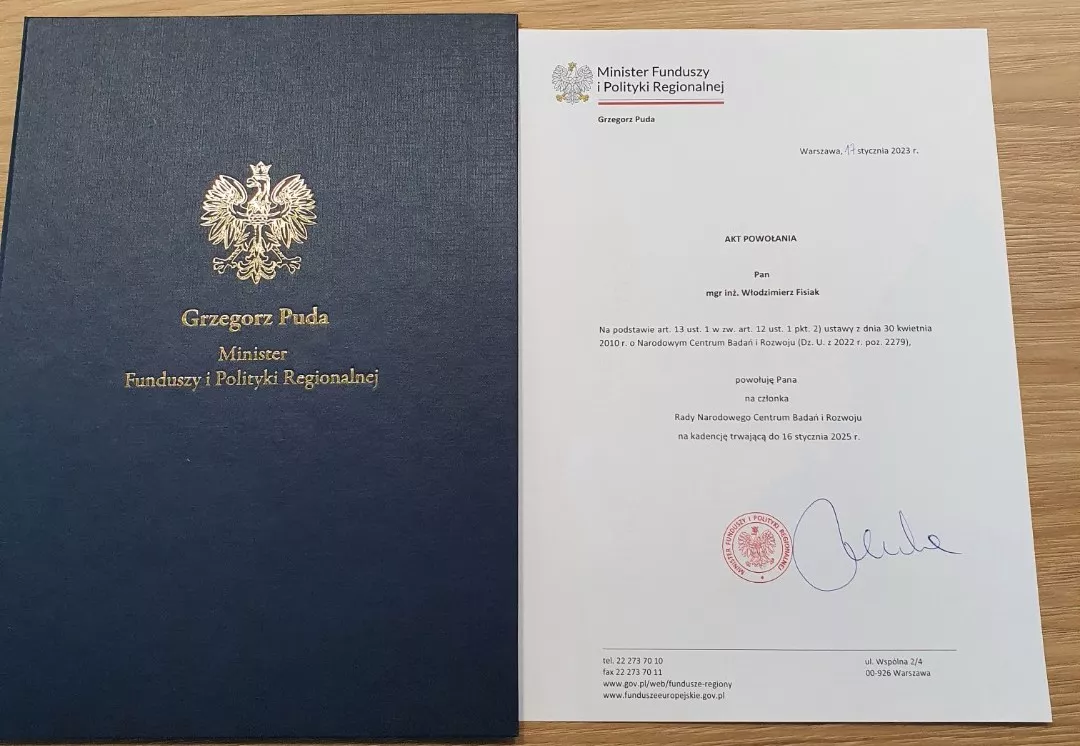 Grzegorz Puda
Minister
Funduszy i Polityki Regionalnej
Minister Funduszy
i Polityki Regionalnej
Grzegorz Puda
Warszawa, 17 stycznia 2023 r.
AKT POWOŁANIA
Pan
mgr inż. Włodzimierz Fisiak
Na podstawie art. 13 ust. 1 w zw. art. 12 ust. 1 pkt. 2) ustawy z dnia 30 kwietnia
2010 r. o Narodowym Centrum Badań i Rozwoju (Dz. U. z 2022 r. poz. 2279),
powołuję Pana
na członka
Rady Narodowego Centrum Badań i Rozwoju
na kadencję trwającą do 16 stycznia 2025 r.
MINISTER FUNDUSZY I POLITYKI REGIONALNEJ
tel. 22 273 70 10
fax 22 273 70 11
www.gov.pl/web/fundusze-regiony
www.funduszeeuropejskie.gov.pl
ul. Wspólna 2/4
00-926 Warszawa